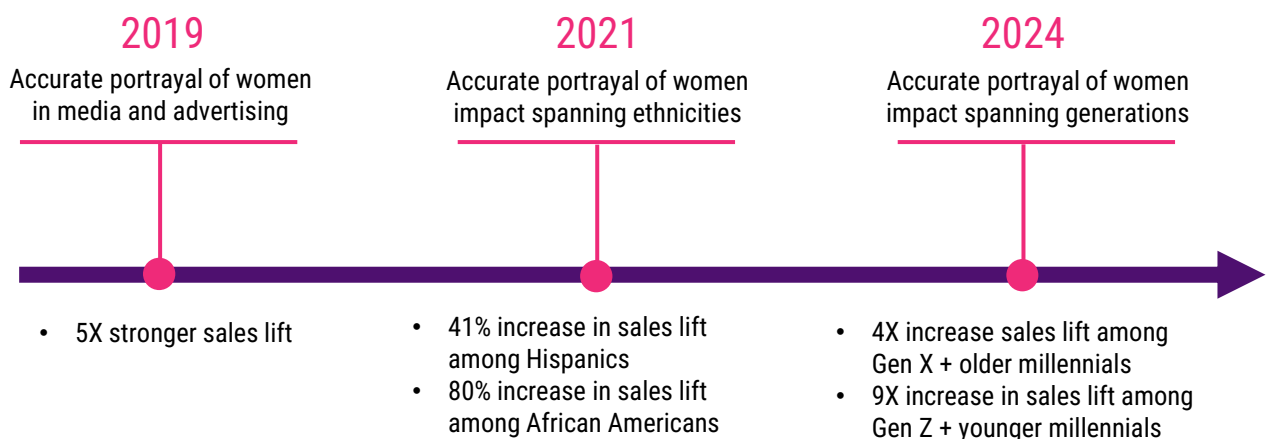 2019
Accurate portrayal of women
in media and advertising
• 5X stronger sales lift
2021
Accurate portrayal of women
impact spanning ethnicities
• 41% increase in sales lift
among Hispanics
• 80% increase in sales lift
among African Americans
2024
Accurate portrayal of women
impact spanning generations
• 4X increase sales lift among
Gen X + older millennials
• 9X increase in sales lift among
Gen Z + younger millennials